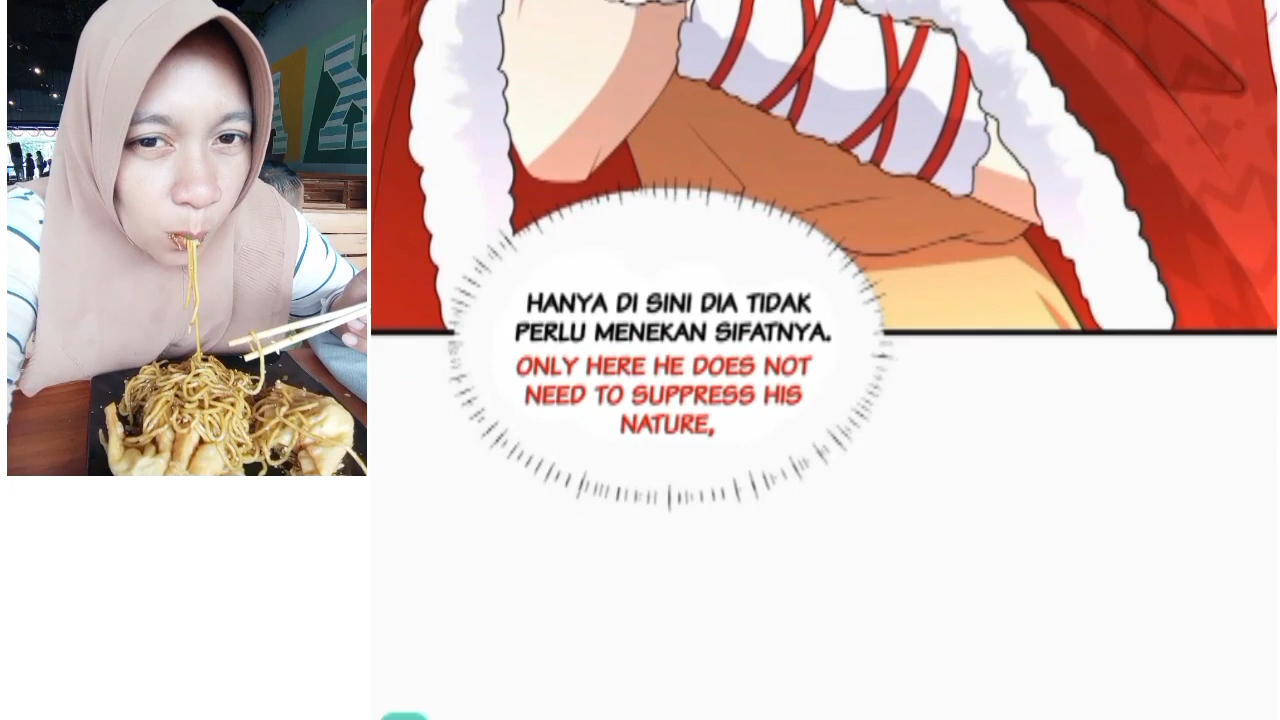 HANYA DI SINI DIA TIDAK
PERLU MENEKAN SIFATNYA.
ONLY HERE HE DOES NOT
NEED TO SUPPRESS HIS
NATURE,